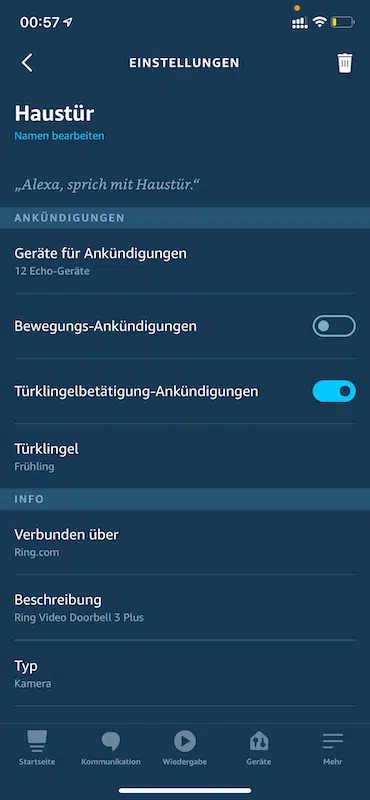 00:57
EINSTELLUNGEN
Haustür
Namen bearbeiten
„Alexa, sprich mit Haustür.“
ANKÜNDIGUNGEN
Geräte für Ankündigungen
12 Echo-Geräte
Bewegungs-Ankündigungen
Türklingelbetätigung-Ankündigungen
Türklingel
Frühling
INFO
Verbunden über
Ring.com
Beschreibung
Ring Video Doorbell 3 Plus
Typ
Kamera
Startseite Kommunikation Wiedergabe Geräte Mehr